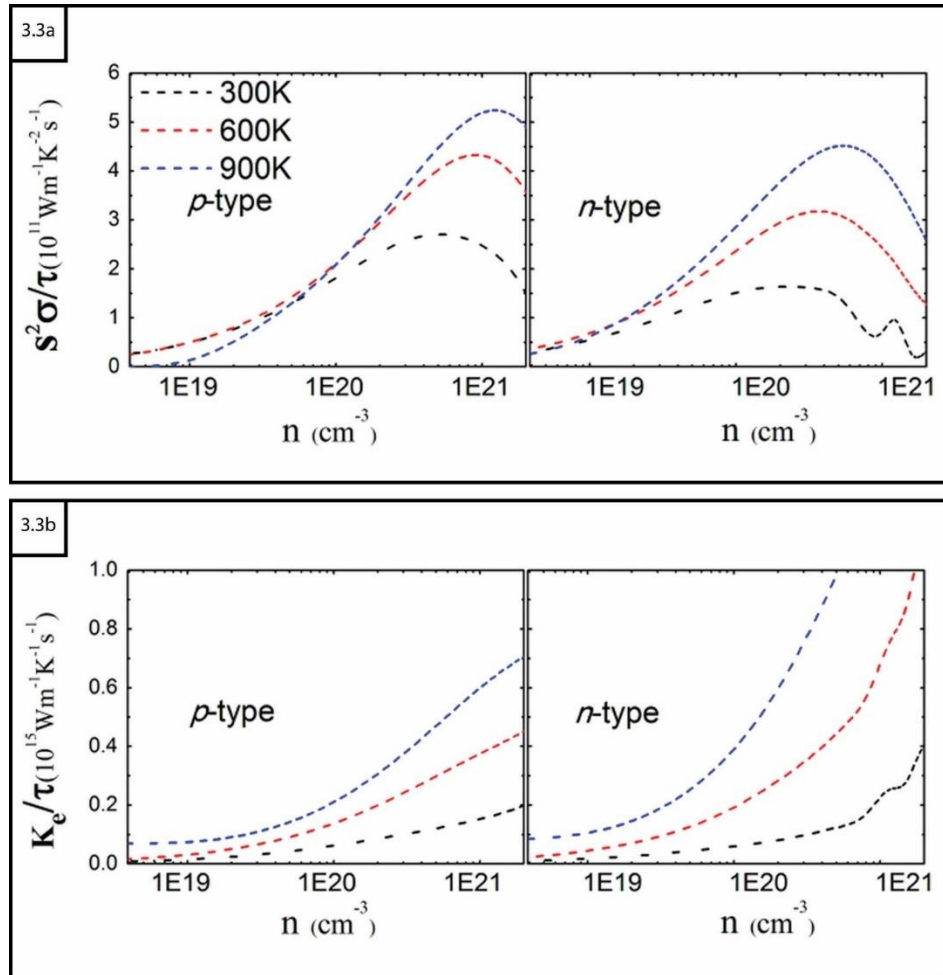 3.3a
S²σ/τ(10¹¹Wm⁻¹K⁻²s⁻¹)
6
5
4
3
2
1
0
300K
600K
900K
p-type
n-type
1E19 1E20 1E21 1E19 1E20 1E21
n (cm⁻³) n (cm⁻³)
3.3b
Kₑ/τ(10¹⁵Wm⁻¹K⁻¹s⁻¹)
1.0
0.8
0.6
0.4
0.2
0.0
p-type
n-type
1E19 1E20 1E21 1E19 1E20 1E21
n (cm⁻³) n (cm⁻³)